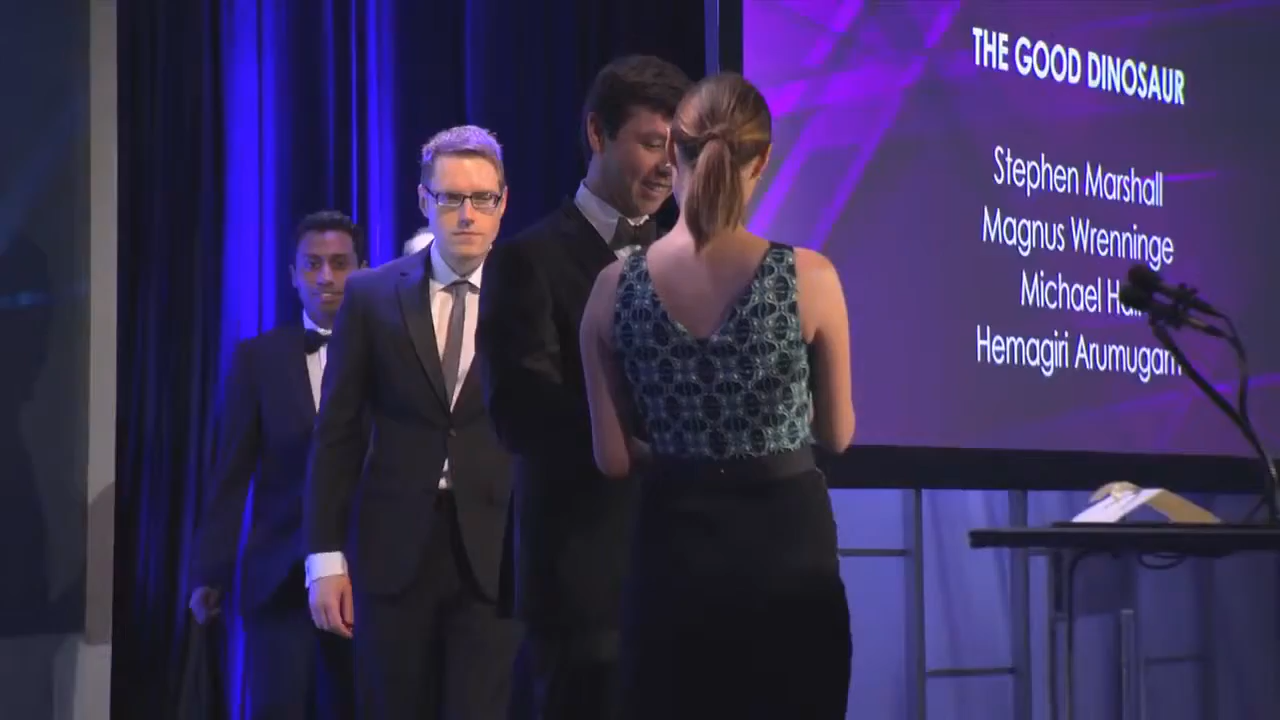 THE GOOD DINOSAUR
Stephen Marshall
Magnus Wrenninge
Michael
Hemagiri Arumugam